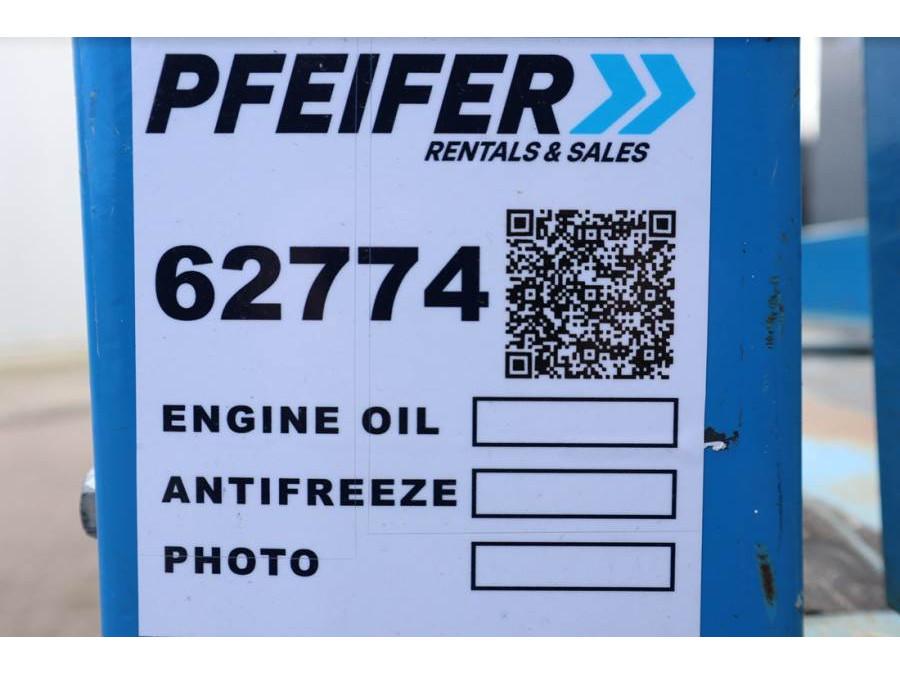 PFEIFER
RENTALS & SALES
62774
ENGINE OIL
ANTIFREEZE
PHOTO